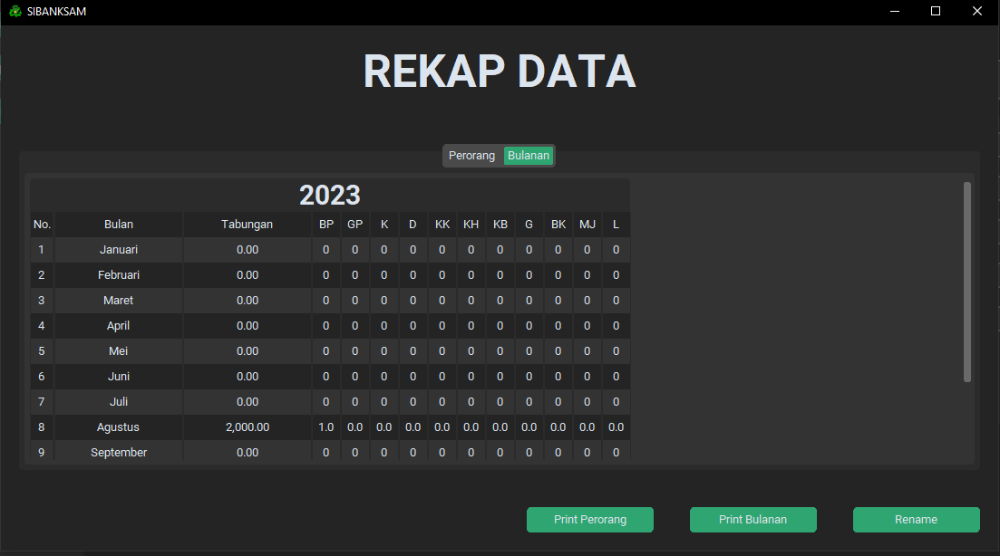 SIBANKSAM
REKAP DATA
Perorang Bulanan
2023
No. Bulan Tabungan BP GP K D KK KH KB G BK MJ L
1 Januari 0.00 0 0 0 0 0 0 0 0 0 0 0
2 Februari 0.00 0 0 0 0 0 0 0 0 0 0 0
3 Maret 0.00 0 0 0 0 0 0 0 0 0 0 0
4 April 0.00 0 0 0 0 0 0 0 0 0 0 0
5 Mei 0.00 0 0 0 0 0 0 0 0 0 0 0
6 Juni 0.00 0 0 0 0 0 0 0 0 0 0 0
7 Juli 0.00 0 0 0 0 0 0 0 0 0 0 0
8 Agustus 2,000.00 1.0 0.0 0.0 0.0 0.0 0.0 0.0 0.0 0.0 0.0 0.0
9 September 0.00 0 0 0 0 0 0 0 0 0 0 0
Print Perorang Print Bulanan Rename